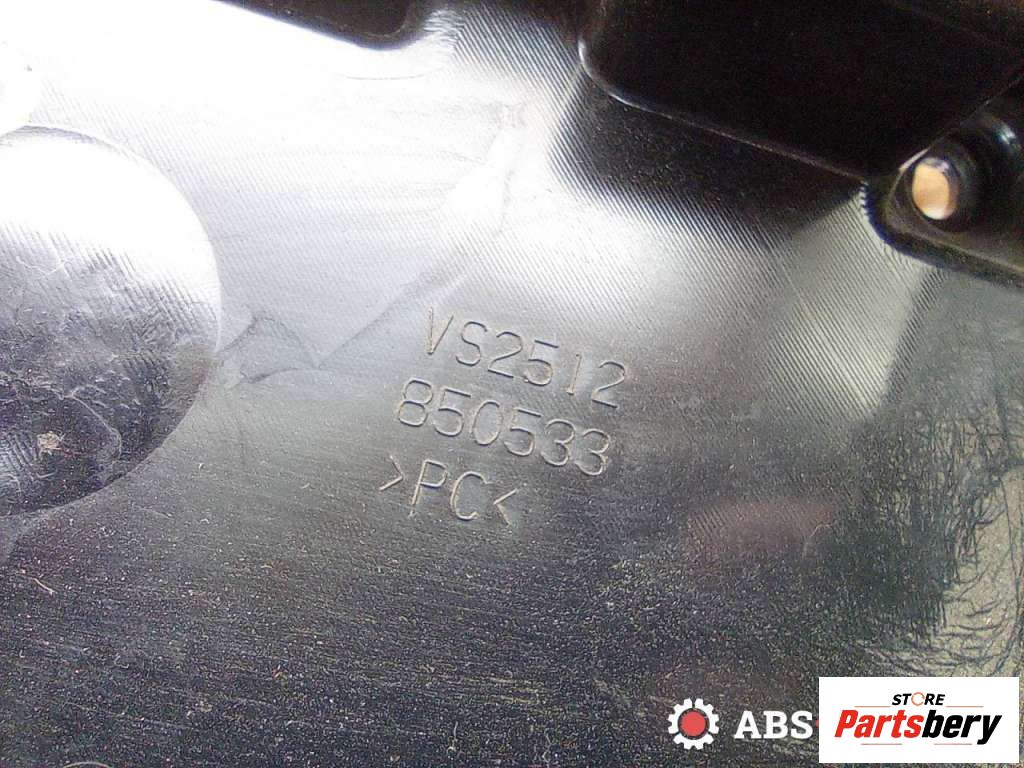 VS2512
850533
>PC<
ABS
STORE
Partsbery